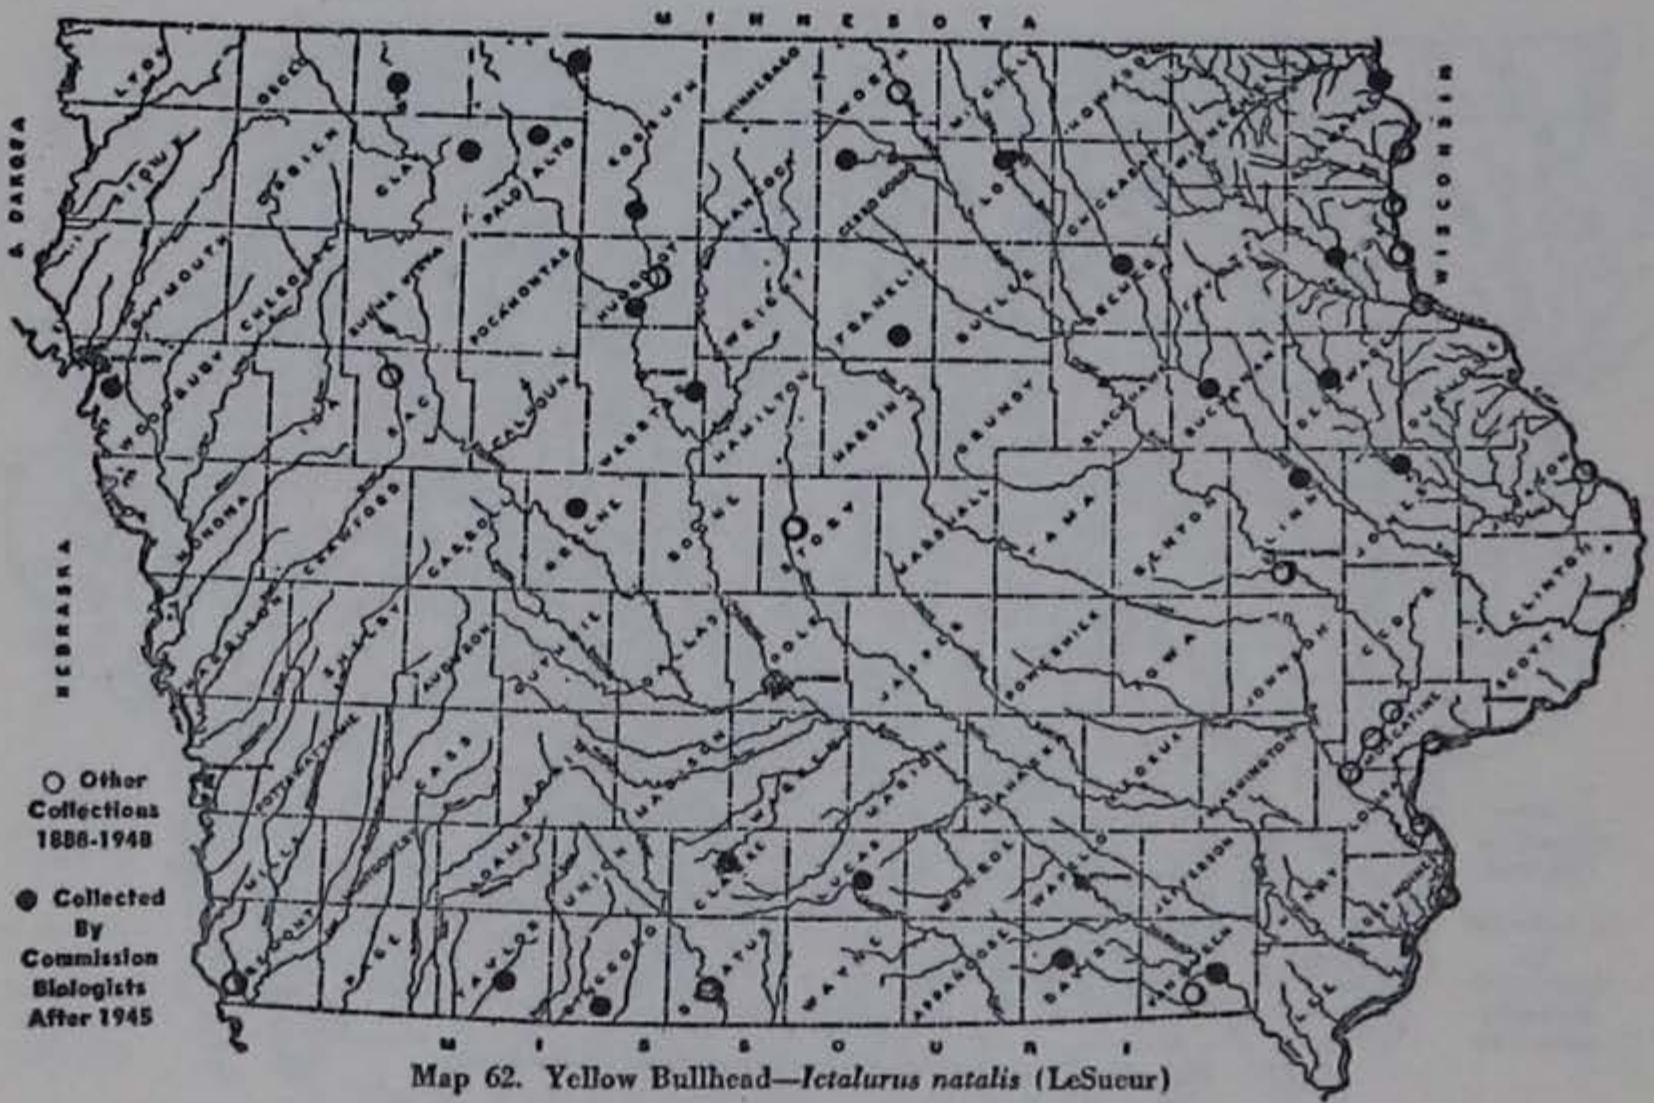 MINNESOTA
S DAKOTA
WISCONSIN
NEBRASKA
LYON
OSCEOLA
WINNEBAGO
WORTH
MITCHELL
HOWARD
WINNESHIEK
SIOUX
OBRIEN
CLAY
PALO ALTO
KOSSUTH
HANCOCK
CERRO GORDO
FLOYD
CHICKASAW
PLYMOUTH
CHEROKEE
BUENA VISTA
POCAHONTAS
HUMBOLDT
WRIGHT
FRANKLIN
BUTLER
BREMER
FAYETTE
WOODBURY
IDA
SAC
CALHOUN
WEBSTER
HAMILTON
HARDIN
GRUNDY
BLACKHAWK
BUCHANAN
DELAWARE
DUBUQUE
MONONA
CRAWFORD
CARROLL
GREENE
BOONE
STORY
MARSHALL
TAMA
BENTON
LINN
JONES
JACKSON
CLINTON
HARRISON
SHELBY
AUDUBON
GUTHRIE
DALLAS
POLK
JASPER
POWESHIEK
IOWA
JOHNSON
CEDAR
SCOTT
MUSCATINE
POTTAWATTAMIE
CASS
ADAIR
MADISON
WARREN
MARION
MAHASKA
KEOKUK
WASHINGTON
LOUISA
MILLS
MONTGOMERY
ADAMS
UNION
CLARKE
LUCAS
MONROE
WAPELLO
JEFFERSON
HENRY
DES MOINES
FREMONT
PAGE
TAYLOR
RINGGOLD
DECATUR
WAYNE
APPANOOSE
DAVIS
VAN BUREN
LEE
Other
Collections
1888-1948
Collected
By
Commission
Biologists
After 1945
MISSOURI
Map 62. Yellow Bullhead—Ictalurus natalis (LeSueur)